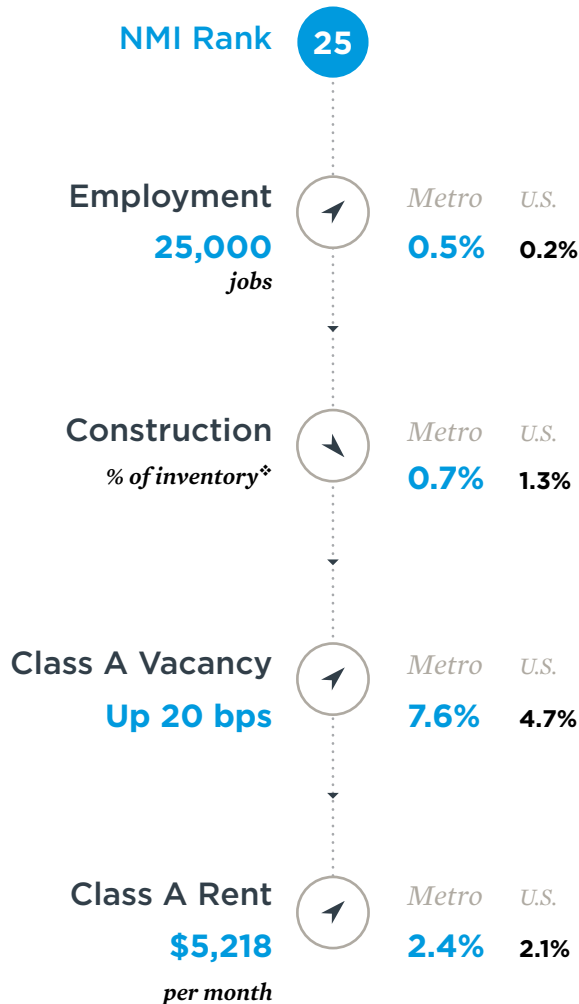 NMI Rank 25
Employment Metro U.S.
25,000 0.5% 0.2%
jobs
Construction Metro U.S.
% of inventory❖ 0.7% 1.3%
Class A Vacancy Metro U.S.
Up 20 bps 7.6% 4.7%
Class A Rent Metro U.S.
$5,218 2.4% 2.1%
per month